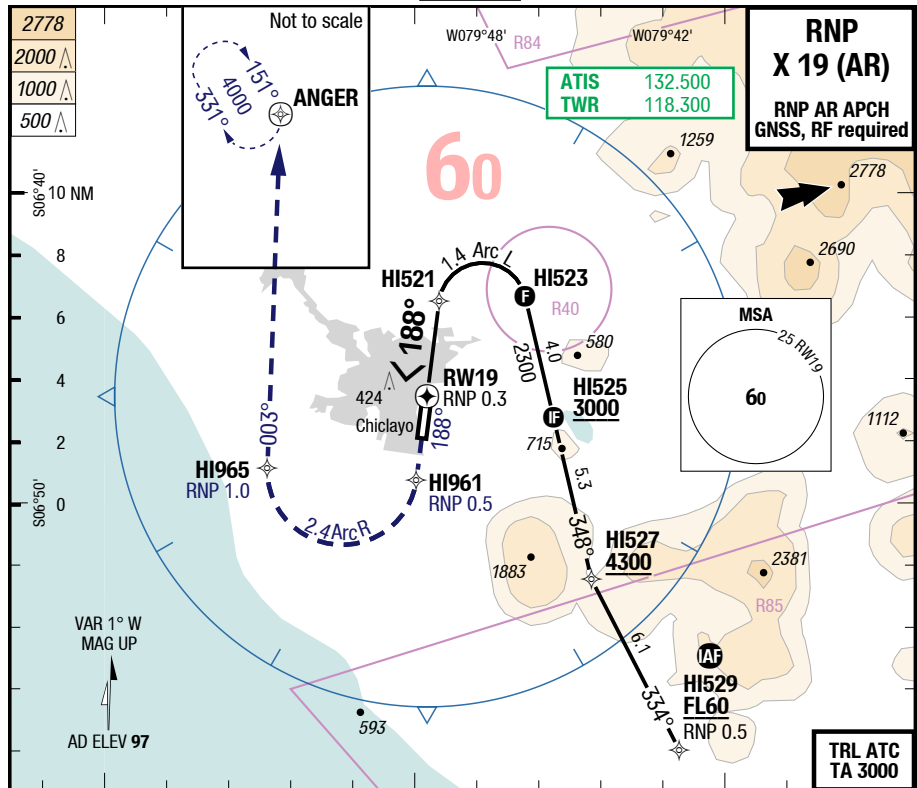 2778
2000
1000
500
Not to scale
151°
4000
331°
ANGER
W079°48'
R84
W079°42'
ATIS 132.500
TWR 118.300
RNP
X 19 (AR)
RNP AR APCH
GNSS, RF required
S06°40'
10 NM
60
1259
2778
2690
8
1.4 Arc L
HI521
HI523
F
R40
6
188°
4.0
2300
580
MSA
25 RW19
60
4
424
RW19
RNP 0.3
Chiclayo
188°
HI525
3000
IF
715
1112
2
003°
HI965
RNP 1.0
HI961
RNP 0.5
5.3
S06°50'
0
2.4ArcR
348°
HI527
4300
1883
2381
R85
VAR 1° W
MAG UP
6.1
IAF
HI529
FL60
RNP 0.5
334°
593
AD ELEV 97
TRL ATC
TA 3000